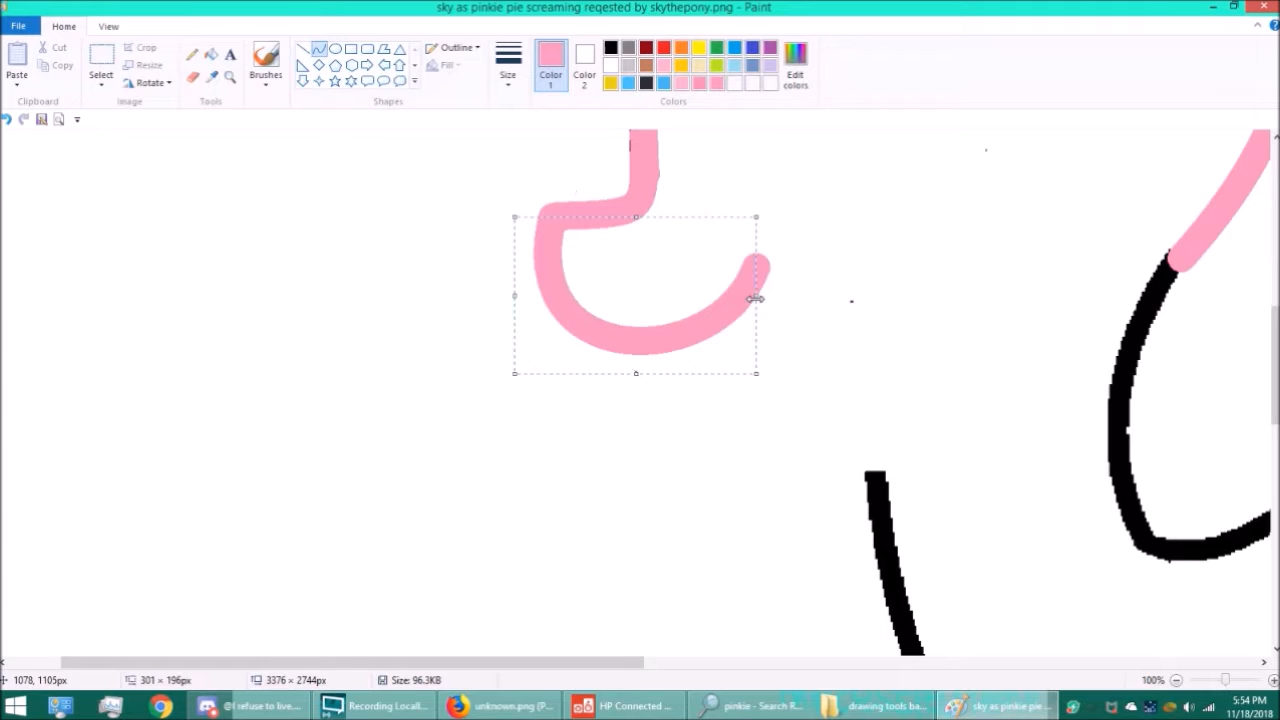 sky as pinkie pie screaming reqested by skythepony.png - Paint
File
Home
View
Paste
Cut
Copy
Clipboard
Select
Crop
Resize
Rotate
Image
A
Tools
Brushes
Shapes
Outline
Fill
Size
Color
1
Color
2
Colors
Edit
colors
1078, 1105px
301 × 196px
3376 × 2744px
Size: 96.3KB
100%
@I refuse to live...
Recording Locall...
unknown.png (P...
HP Connected ...
pinkie - Search R...
drawing tools ba...
sky as pinkie pie ...
5:54 PM
11/18/2018